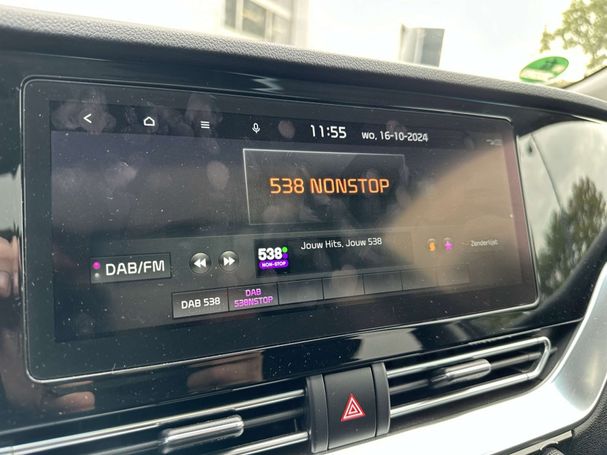 11:55 wo, 16-10-2024
538 NONSTOP
Jouw Hits, Jouw 538
538
NON-STOP
Zenderlijst
DAB/FM
DAB 538
DAB
538NSTOP